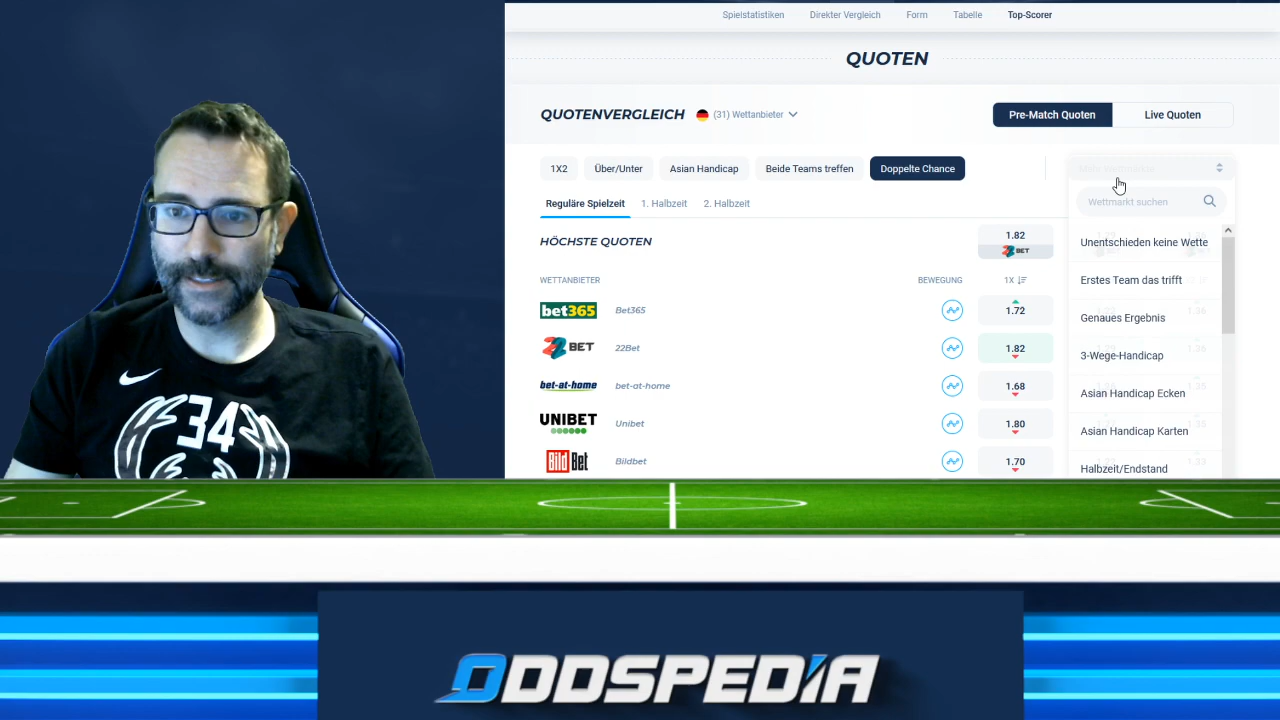 Spielstatistiken Direkter Vergleich Form Tabelle Top-Scorer
QUOTEN
QUOTENVERGLEICH (31) Wettanbieter Pre-Match Quoten Live Quoten
1X2 Über/Unter Asian Handicap Beide Teams treffen Doppelte Chance
Reguläre Spielzeit 1. Halbzeit 2. Halbzeit Wettmarkt suchen
HÖCHSTE QUOTEN 1.82 Unentschieden keine Wette
22 BET
WETTANBIETER BEWEGUNG 1X Erstes Team das trifft
bet365 Bet365 1.72 Genaues Ergebnis
22 BET 22Bet 1.82 3-Wege-Handicap
bet-at-home bet-at-home 1.68 Asian Handicap Ecken
UNIBET Unibet 1.80 Asian Handicap Karten
BildBet Bildbet 1.70 Halbzeit/Endstand
34
ODDSPEDIA